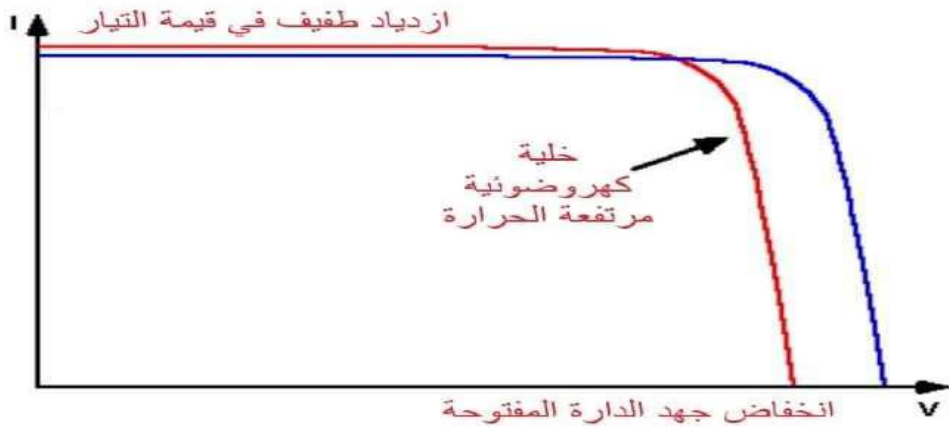 I
ازدياد طفيف في قيمة التيار
خلية
كهروضوئية
مرتفعة الحرارة
انخفاض جهد الدارة المفتوحة
V